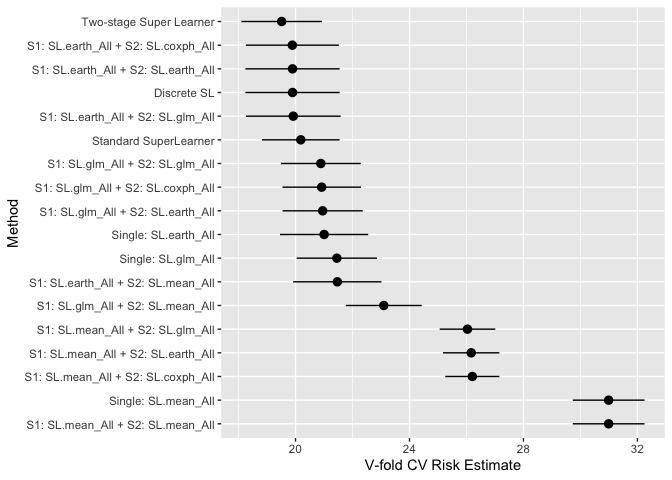 Two-stage Super Learner
S1: SL.earth_All + S2: SL.coxph_All
S1: SL.earth_All + S2: SL.earth_All
Discrete SL
S1: SL.earth_All + S2: SL.glm_All
Standard SuperLearner
S1: SL.glm_All + S2: SL.glm_All
S1: SL.glm_All + S2: SL.coxph_All
S1: SL.glm_All + S2: SL.earth_All
Single: SL.earth_All
Single: SL.glm_All
S1: SL.earth_All + S2: SL.mean_All
S1: SL.glm_All + S2: SL.mean_All
S1: SL.mean_All + S2: SL.glm_All
S1: SL.mean_All + S2: SL.earth_All
S1: SL.mean_All + S2: SL.coxph_All
Single: SL.mean_All
S1: SL.mean_All + S2: SL.mean_All
Method
20 24 28 32
V-fold CV Risk Estimate